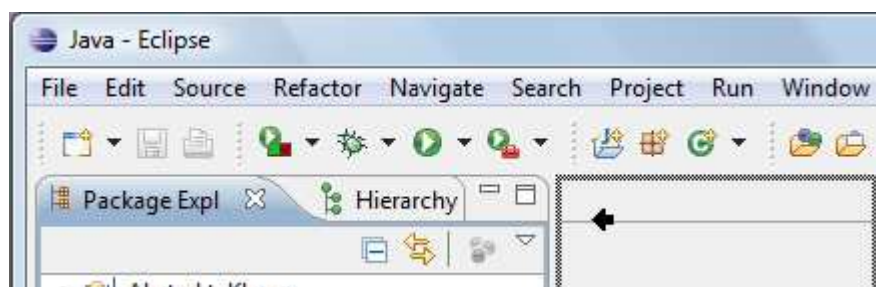 Java - Eclipse
File Edit Source Refactor Navigate Search Project Run Window
Package Expl Hierarchy